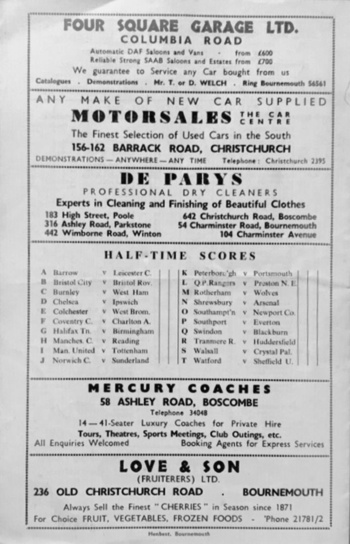 FOUR SQUARE GARAGE LTD.
COLUMBIA ROAD
Automatic DAF Saloons and Vans - from £600
Reliable Strong SAAB Saloons and Estates from £700
We guarantee to Service any Car bought from us
Catalogues . Demonstrations . Mr. T. or D. WELCH . Ring Bournemouth 56561
ANY MAKE OF NEW CAR SUPPLIED
MOTORSALES THE CAR CENTRE
The Finest Selection of Used Cars in the South
156-162 BARRACK ROAD, CHRISTCHURCH
DEMONSTRATIONS — ANYWHERE — ANY TIME Telephone : Christchurch 2395
DE PARYS
PROFESSIONAL DRY CLEANERS
Experts in Cleaning and Finishing of Beautiful Clothes
183 High Street, Poole 642 Christchurch Road, Boscombe
316 Ashley Road, Parkstone 54 Charminster Road, Bournemouth
442 Wimborne Road, Winton 104 Charminster Avenue
HALF-TIME SCORES
A Barrow v Leicester C.
B Bristol City v Bristol Rov.
C Burnley v West Ham
D Chelsea v Ipswich
E Colchester v West Brom.
F Coventry C. v Charlton A.
G Halifax Tn. v Birmingham
H Manches. C. v Reading
I Man. United v Tottenham
J Norwich C. v Sunderland
K Peterboro'gh v Portsmouth
L Q.P.Rangers v Preston N.E.
M Rotherham v Wolves
N Shrewsbury v Arsenal
O Southampt'n v Newport Co.
P Southport v Everton
Q Swindon v Blackburn
R Tranmere R. v Huddersfield
S Walsall v Crystal Pal.
T Watford v Sheffield U.
MERCURY COACHES
58 ASHLEY ROAD, BOSCOMBE
Telephone 34048
14—41-Seater Luxury Coaches for Private Hire
Tours, Theatres, Sports Meetings, Club Outings, etc.
All Enquiries Welcomed Booking Agents for Express Services
LOVE & SON
(FRUITERERS) LTD.
236 OLD CHRISTCHURCH ROAD . BOURNEMOUTH
Always Sell the Finest "CHERRIES" in Season since 1871
For Choice FRUIT, VEGETABLES, FROZEN FOODS - 'Phone 21781/2
Henbest, Bournemouth